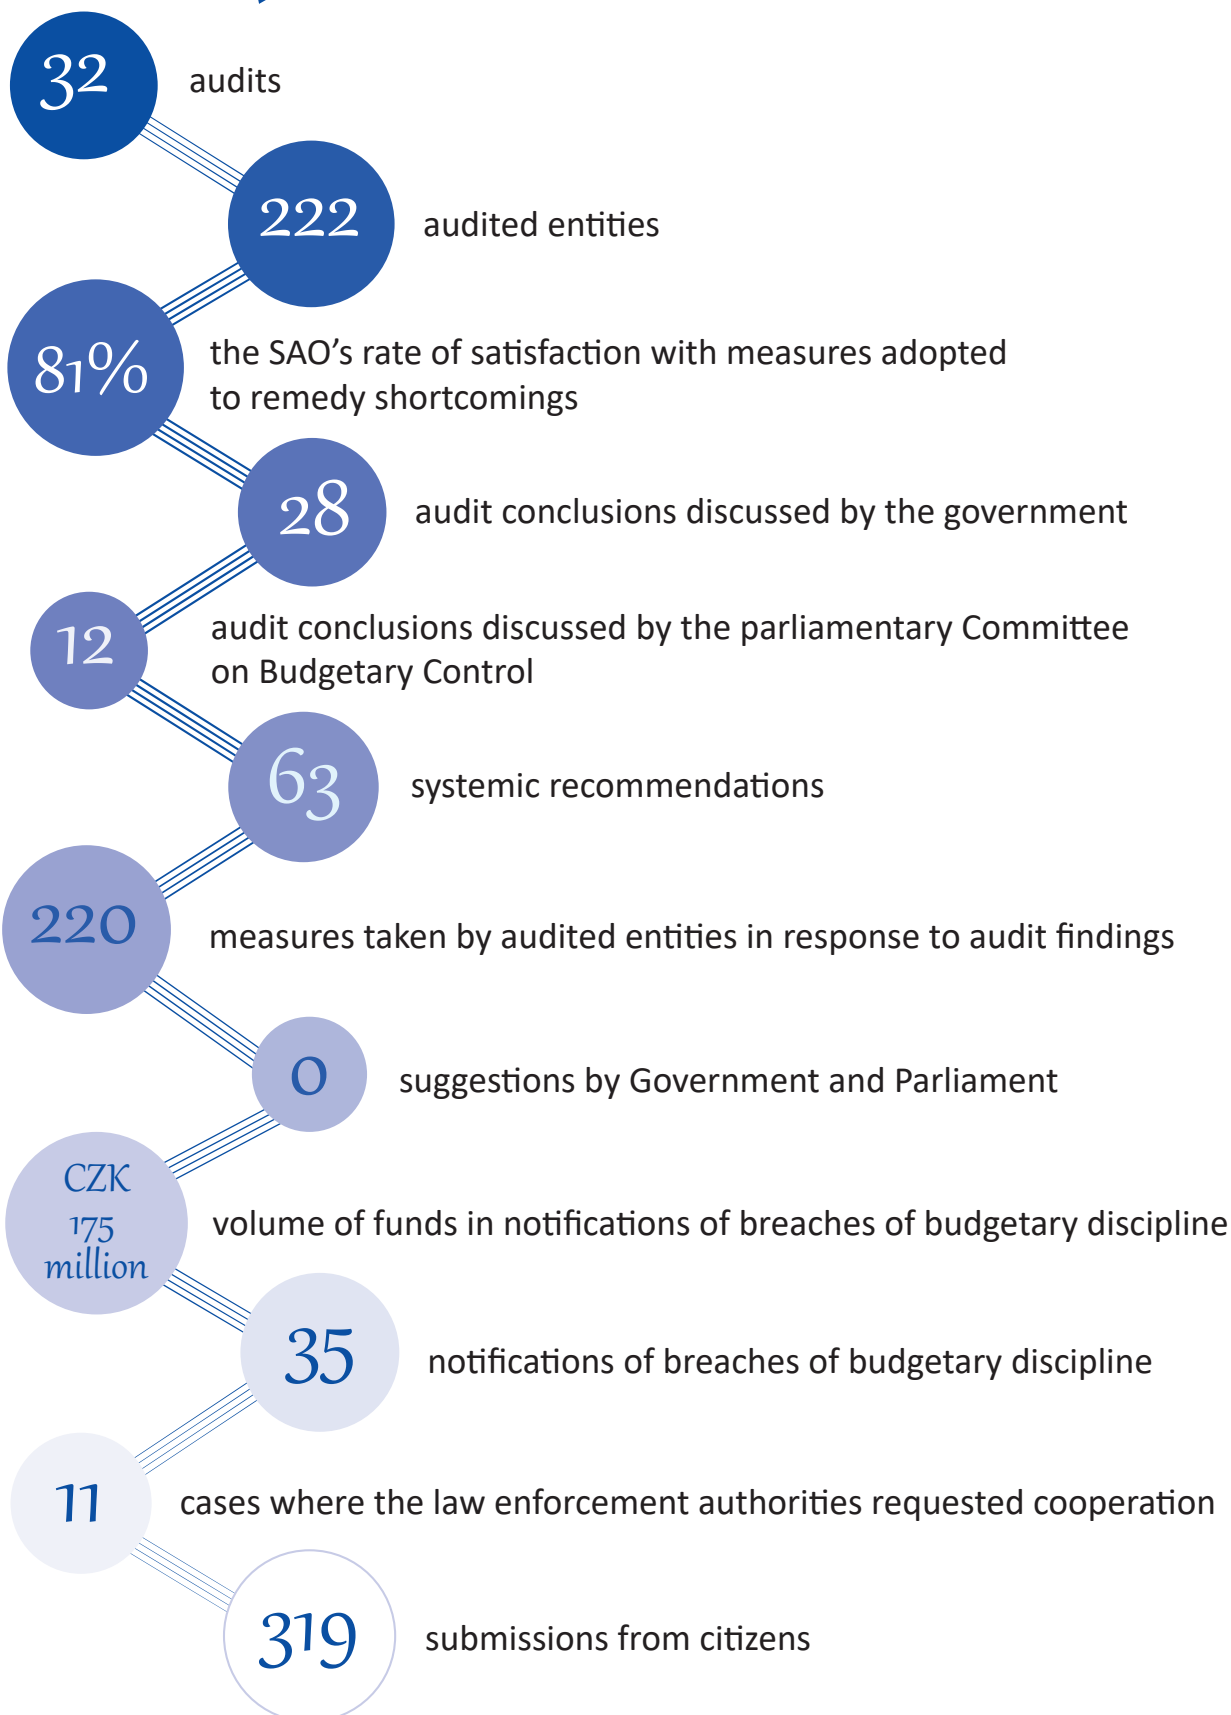 32
audits
222
audited entities
81%
the SAO’s rate of satisfaction with measures adopted
to remedy shortcomings
28
audit conclusions discussed by the government
12
audit conclusions discussed by the parliamentary Committee
on Budgetary Control
63
systemic recommendations
220
measures taken by audited entities in response to audit findings
0
suggestions by Government and Parliament
CZK
175
million
volume of funds in notifications of breaches of budgetary discipline
35
notifications of breaches of budgetary discipline
11
cases where the law enforcement authorities requested cooperation
319
submissions from citizens